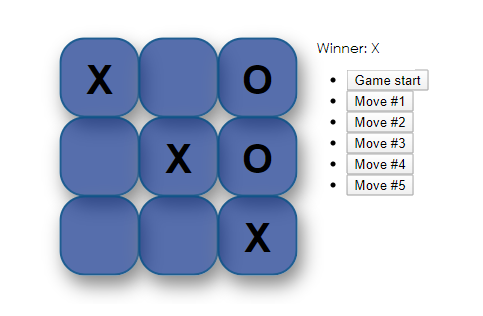 X O
X O
X
Winner: X
Game start
Move #1
Move #2
Move #3
Move #4
Move #5